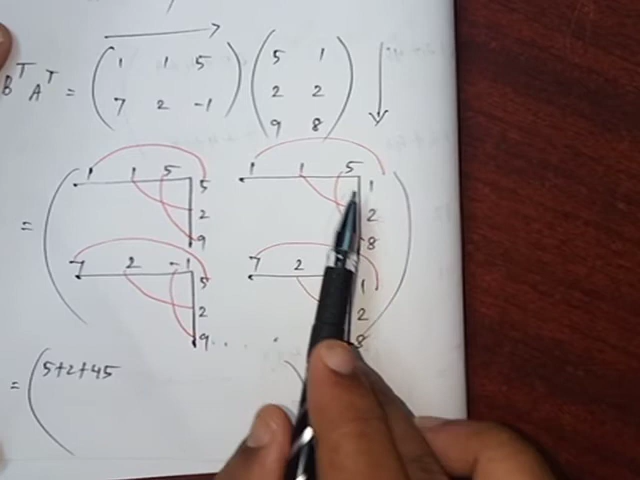 Bᵀ Aᵀ = ( 1 1 5 ) ( 5 1 )
( 7 2 -1 ) ( 2 2 )
( 9 8 )
= ( 1 1 5 1 1 5
5 1
2 2
9 8
7 2 -1 7 2
5 1
2 2
9.... 8 )
= ( 5+2+45 )